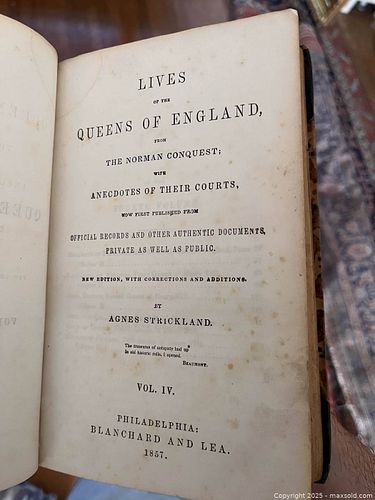 LIVES
OF THE
QUEENS OF ENGLAND,
FROM
THE NORMAN CONQUEST;
WITH
ANECDOTES OF THEIR COURTS,
NOW FIRST PUBLISHED FROM
OFFICIAL RECORDS AND OTHER AUTHENTIC DOCUMENTS,
PRIVATE AS WELL AS PUBLIC.
NEW EDITION, WITH CORRECTIONS AND ADDITIONS.
BY
AGNES STRICKLAND.
The treasures of antiquity laid up
In old historic rolls, I opened.
BEAUMONT.
VOL. IV.
PHILADELPHIA:
BLANCHARD AND LEA.
1857.
Copyright 2025 - maxsold.com